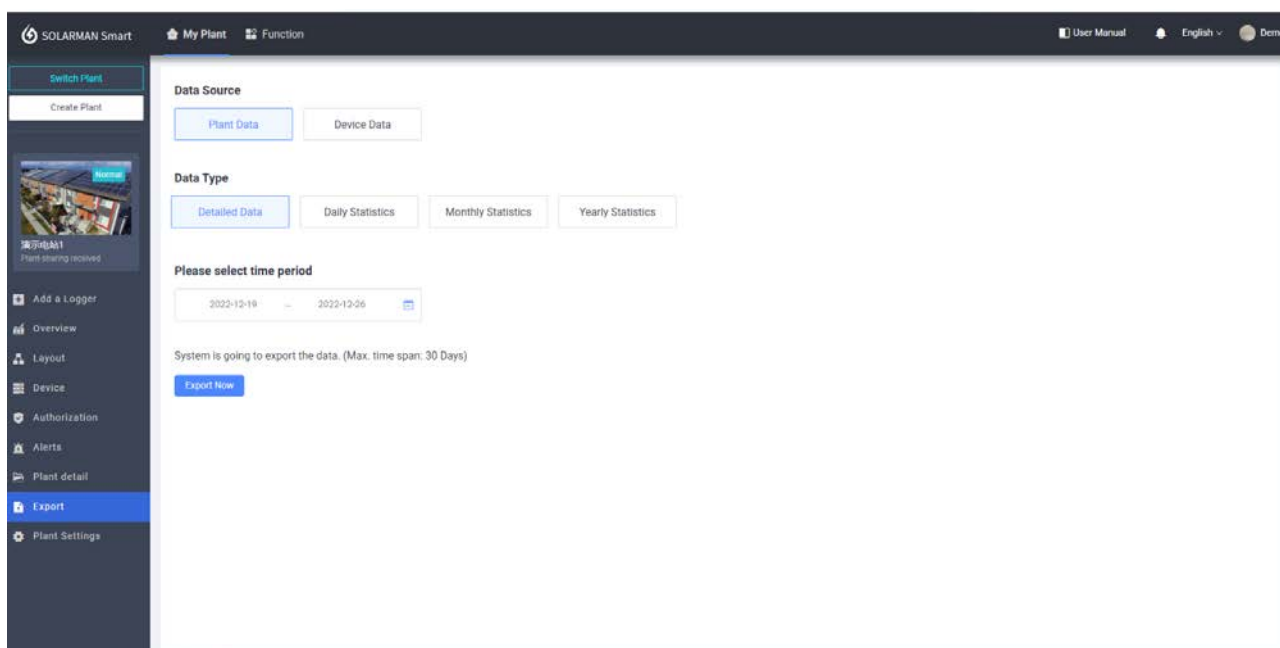 SOLARMAN Smart
My Plant
Function
User Manual
English
Dem
Switch Plant
Create Plant
Normal
演示电站1
Plant sharing received
Add a Logger
Overview
Layout
Device
Authorization
Alerts
Plant detail
Export
Plant Settings
Data Source
Plant Data
Device Data
Data Type
Detailed Data
Daily Statistics
Monthly Statistics
Yearly Statistics
Please select time period
2022-12-19 – 2022-12-26
System is going to export the data. (Max. time span: 30 Days)
Export Now